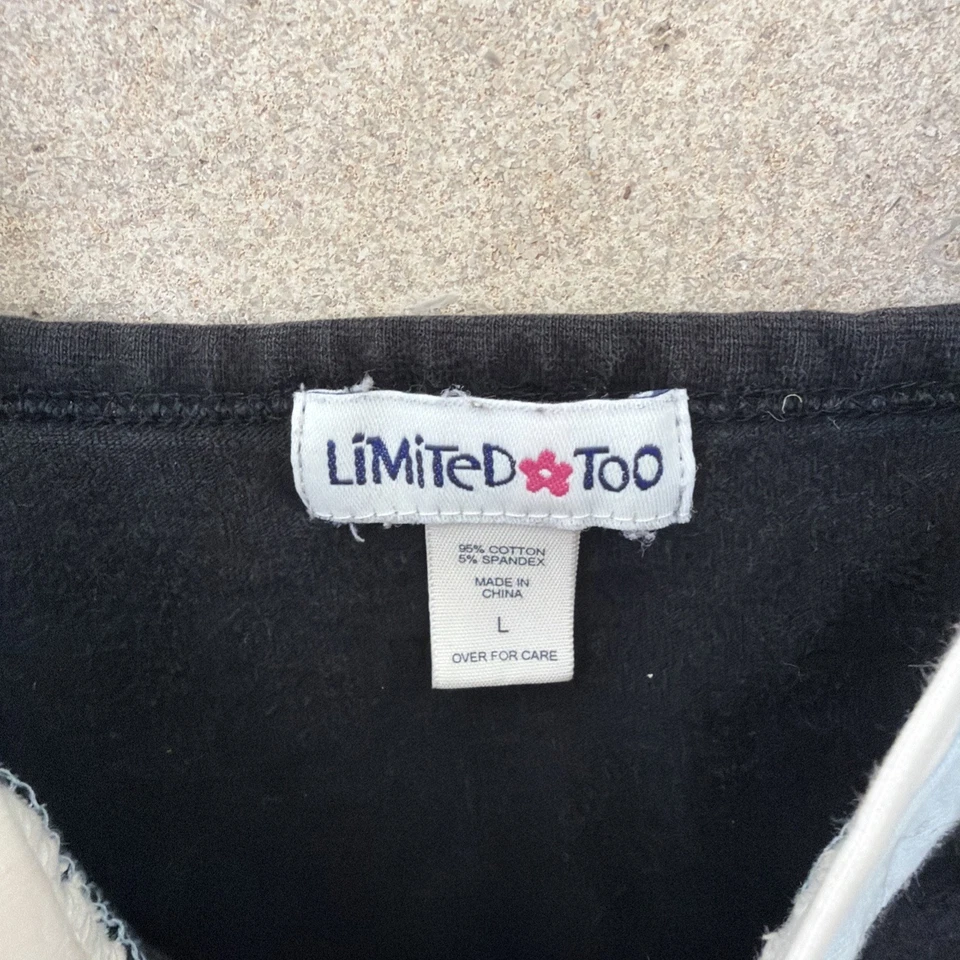 LiMiTeD TOO
95% COTTON
5% SPANDEX
MADE IN
CHINA
L
OVER FOR CARE